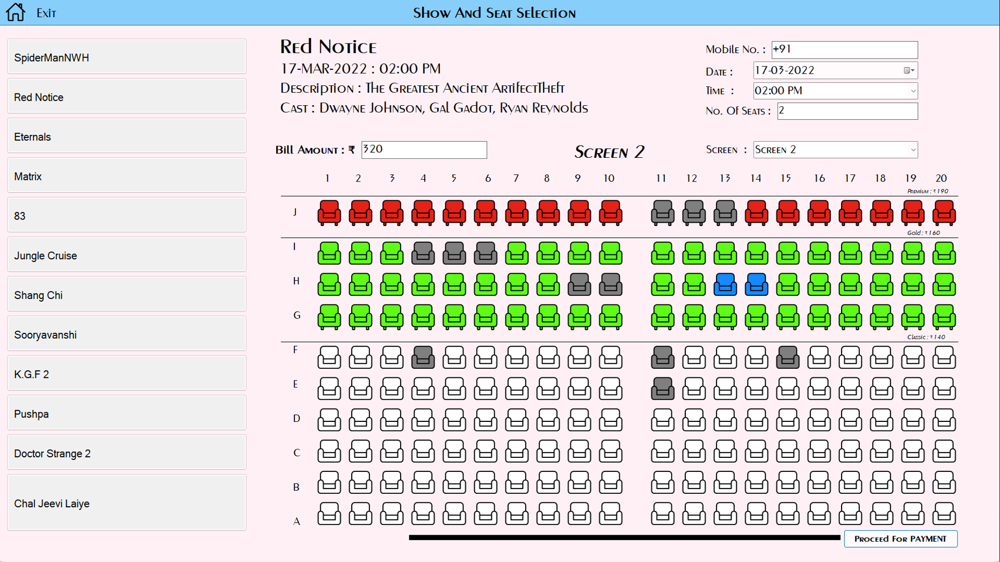 Exit
Show And Seat Selection
SpiderManNWH
Red Notice
Eternals
Matrix
83
Jungle Cruise
Shang Chi
Sooryavanshi
K.G.F 2
Pushpa
Doctor Strange 2
Chal Jeevi Laiye
Red Notice
17-MAR-2022 : 02:00 PM
Description : The Greatest Ancient ArtifectTheft
Cast : Dwayne Johnson, Gal Gadot, Ryan Reynolds
Mobile No. : +91
Date : 17-03-2022
Time : 02:00 PM
No. Of Seats : 2
Bill Amount : ₹ 320
Screen 2
Screen : Screen 2
1 2 3 4 5 6 7 8 9 10 11 12 13 14 15 16 17 18 19 20
Premium : ₹ 190
J
Gold : ₹ 160
I
H
G
Classic : ₹ 140
F
E
D
C
B
A
Proceed For PAYMENT